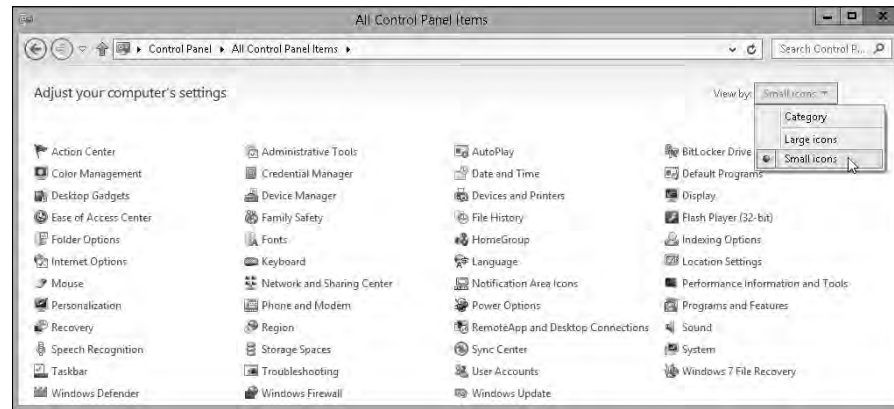 All Control Panel Items
Control Panel ▸ All Control Panel Items ▸
Search Control P...
Adjust your computer's settings
View by: Small icons
Category
Large icons
Small icons
Action Center
Administrative Tools
AutoPlay
BitLocker Drive
Color Management
Credential Manager
Date and Time
Default Programs
Desktop Gadgets
Device Manager
Devices and Printers
Display
Ease of Access Center
Family Safety
File History
Flash Player (32-bit)
Folder Options
Fonts
HomeGroup
Indexing Options
Internet Options
Keyboard
Language
Location Settings
Mouse
Network and Sharing Center
Notification Area Icons
Performance Information and Tools
Personalization
Phone and Modem
Power Options
Programs and Features
Recovery
Region
RemoteApp and Desktop Connections
Sound
Speech Recognition
Storage Spaces
Sync Center
System
Taskbar
Troubleshooting
User Accounts
Windows 7 File Recovery
Windows Defender
Windows Firewall
Windows Update